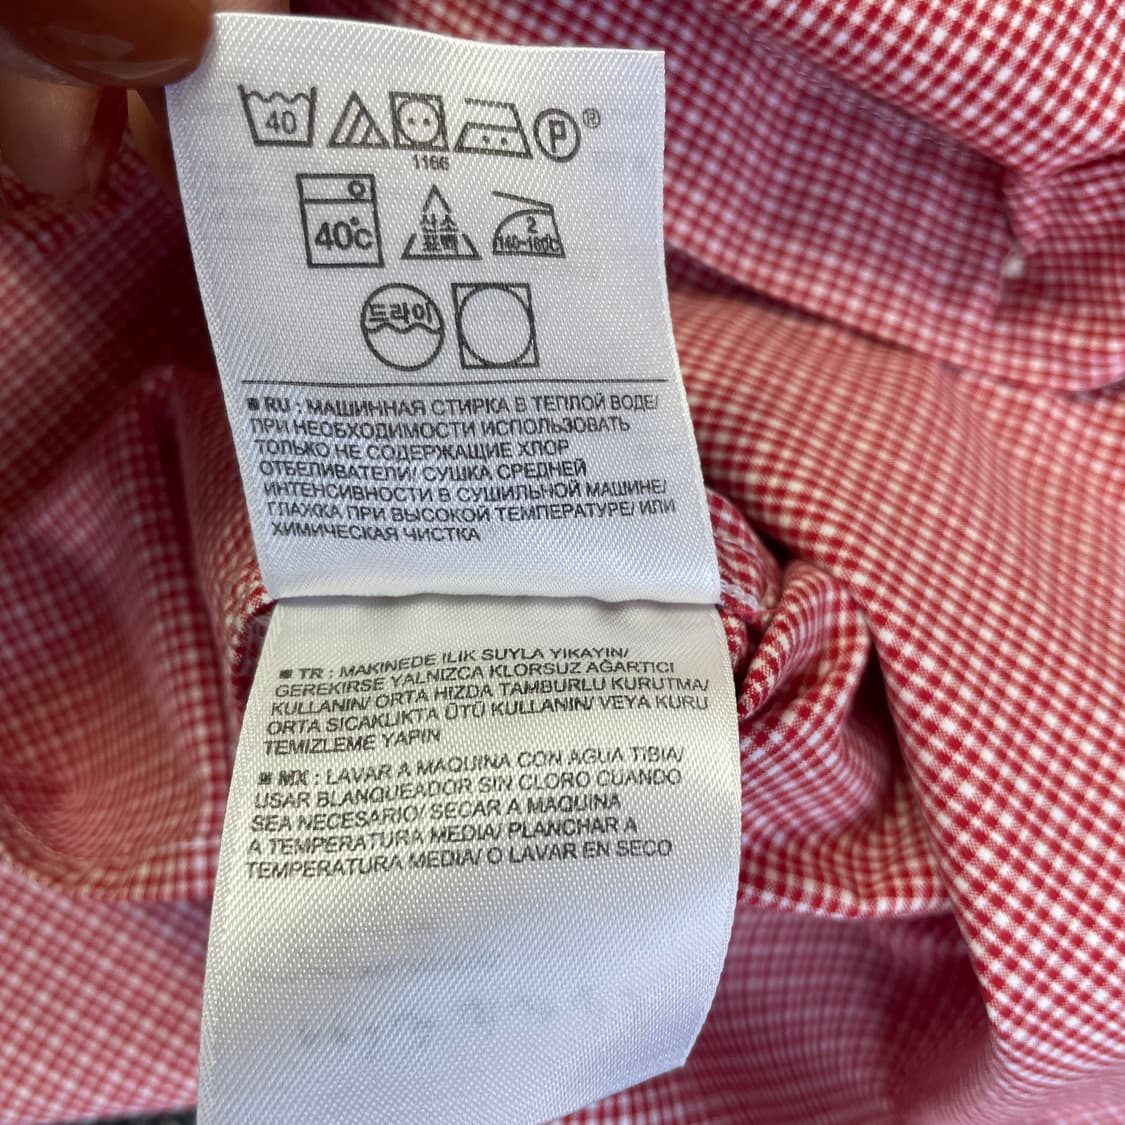 40
P®
1166
40℃
산소
표백
2
140~160℃
드라이
■ RU : МАШИННАЯ СТИРКА В ТЕПЛОЙ ВОДЕ/
ПРИ НЕОБХОДИМОСТИ ИСПОЛЬЗОВАТЬ
ТОЛЬКО НЕ СОДЕРЖАЩИЕ ХЛОР
ОТБЕЛИВАТЕЛИ/ СУШКА СРЕДНЕЙ
ИНТЕНСИВНОСТИ В СУШИЛЬНОЙ МАШИНЕ/
ГЛАЖКА ПРИ ВЫСОКОЙ ТЕМПЕРАТУРЕ/ ИЛИ
ХИМИЧЕСКАЯ ЧИСТКА
■ TR : MAKINEDE ILIK SUYLA YIKAYIN/
GEREKIRSE YALNIZCA KLORSUZ AĞARTICI
KULLANIN/ ORTA HIZDA TAMBURLU KURUTMA/
ORTA SICAKLIKTA ÜTÜ KULLANIN/ VEYA KURU
TEMIZLEME YAPIN
■ MX : LAVAR A MAQUINA CON AGUA TIBIA/
USAR BLANQUEADOR SIN CLORO CUANDO
SEA NECESARIO/ SECAR A MAQUINA
A TEMPERATURA MEDIA/ PLANCHAR A
TEMPERATURA MEDIA/ O LAVAR EN SECO